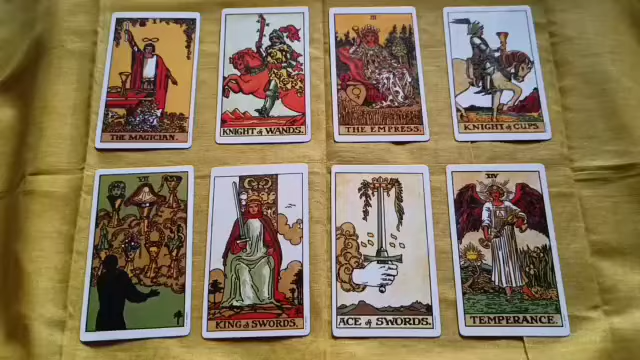 THE MAGICIAN.
KNIGHT of WANDS.
III
THE EMPRESS.
KNIGHT of CUPS
VII
KING of SWORDS.
ACE of SWORDS.
XIV
TEMPERANCE.